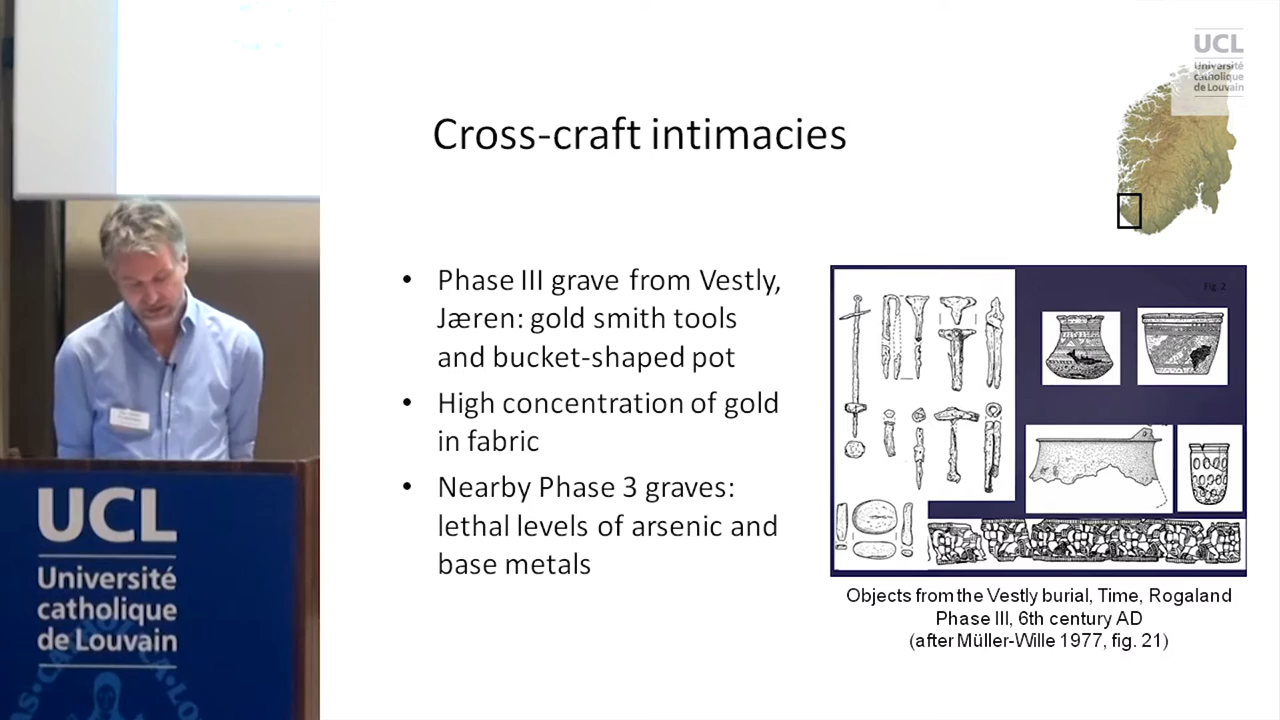 UCL
Université
catholique
de Louvain
Cross-craft intimacies
• Phase III grave from Vestly,
Jæren: gold smith tools
and bucket-shaped pot
• High concentration of gold
in fabric
• Nearby Phase 3 graves:
lethal levels of arsenic and
base metals
Fig. 2
Objects from the Vestly burial, Time, Rogaland
Phase III, 6th century AD
(after Müller-Wille 1977, fig. 21)
UCL
Université
catholique
de Louvain